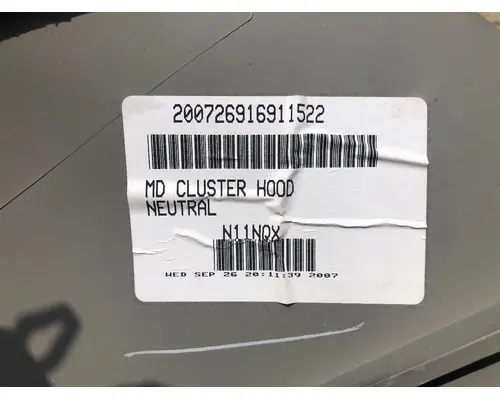 200726916911522
MD CLUSTER HOOD
NEUTRAL
N11NQX
WED SEP 26 20:11:39 2007